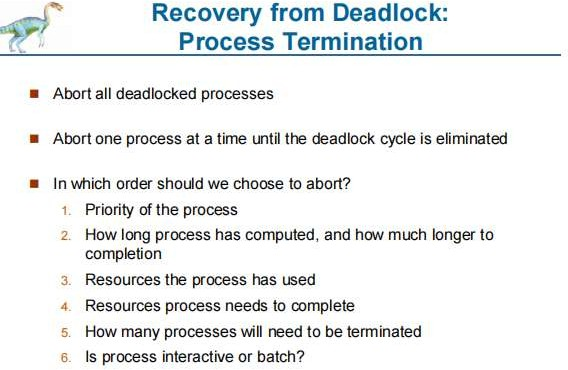 Recovery from Deadlock:
Process Termination
■ Abort all deadlocked processes
■ Abort one process at a time until the deadlock cycle is eliminated
■ In which order should we choose to abort?
1. Priority of the process
2. How long process has computed, and how much longer to
completion
3. Resources the process has used
4. Resources process needs to complete
5. How many processes will need to be terminated
6. Is process interactive or batch?